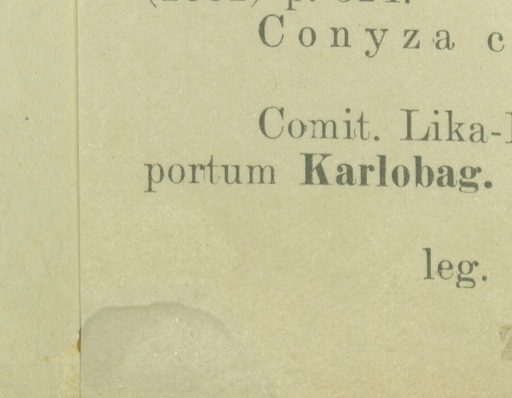 p.
Conyza c
Comit. Lika-
portum Karlobag.
leg.